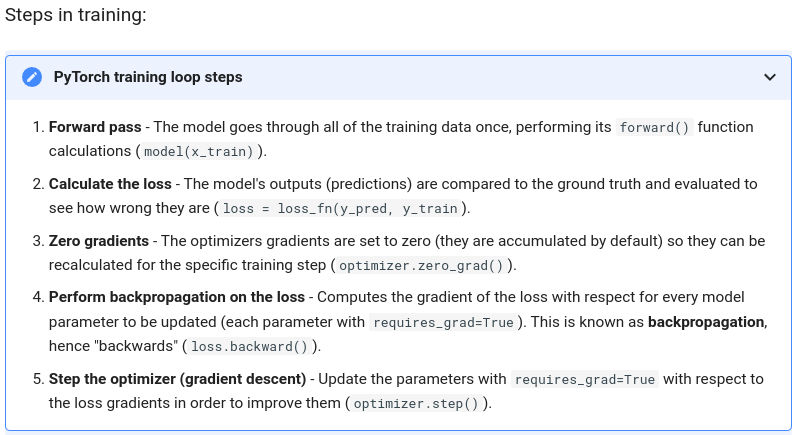 Steps in training:
PyTorch training loop steps
1. Forward pass - The model goes through all of the training data once, performing its forward() function
calculations ( model(x_train) ).
2. Calculate the loss - The model's outputs (predictions) are compared to the ground truth and evaluated to
see how wrong they are ( loss = loss_fn(y_pred, y_train ).
3. Zero gradients - The optimizers gradients are set to zero (they are accumulated by default) so they can be
recalculated for the specific training step ( optimizer.zero_grad() ).
4. Perform backpropagation on the loss - Computes the gradient of the loss with respect for every model
parameter to be updated (each parameter with requires_grad=True ). This is known as backpropagation,
hence "backwards" ( loss.backward() ).
5. Step the optimizer (gradient descent) - Update the parameters with requires_grad=True with respect to
the loss gradients in order to improve them ( optimizer.step() ).